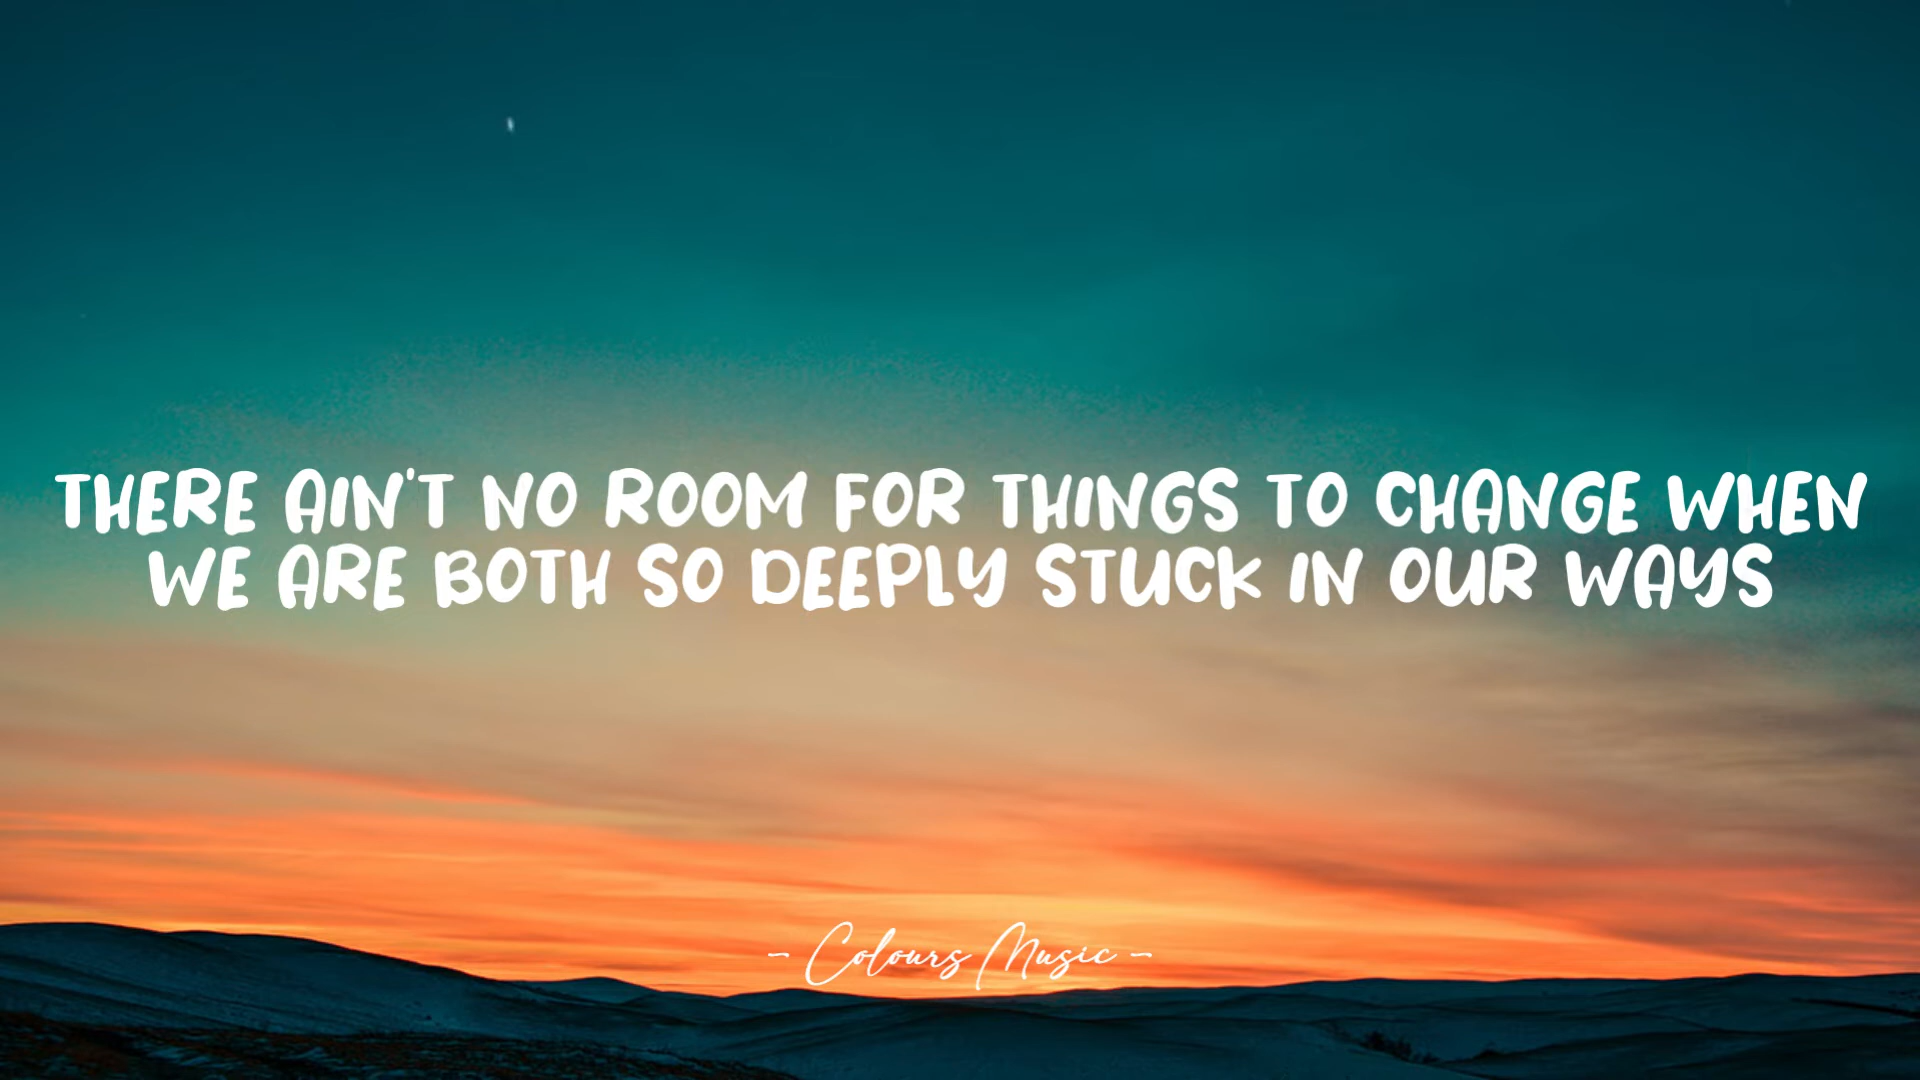 THERE AIN'T NO ROOM FOR THINGS TO CHANGE WHEN
WE ARE BOTH SO DEEPLY STUCK IN OUR WAYS
- Colours Music -